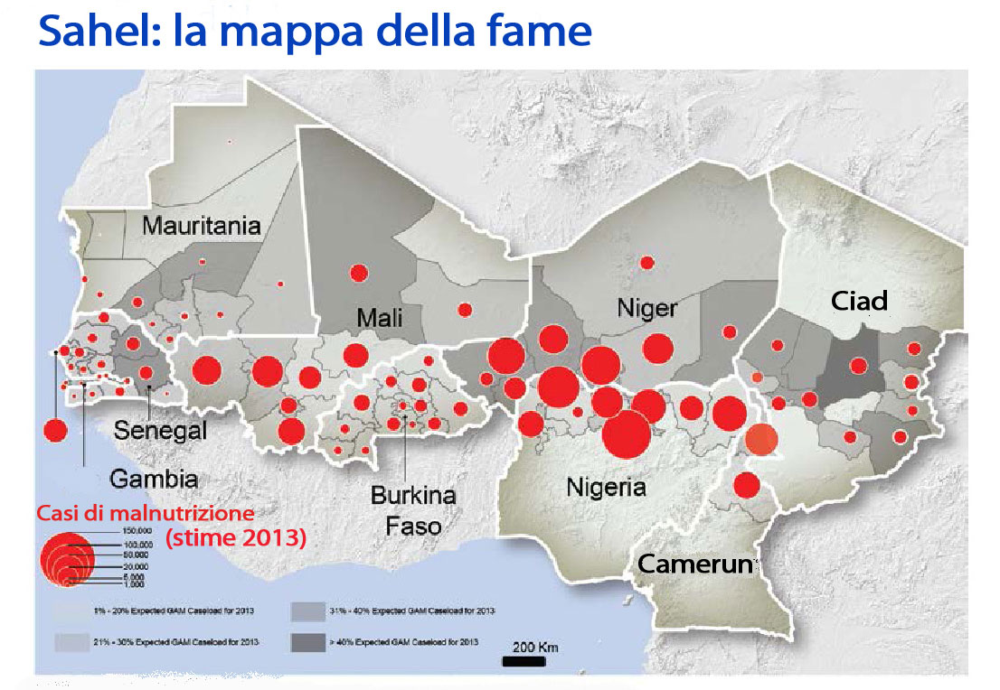 Sahel: la mappa della fame
Mauritania
Mali
Niger
Ciad
Senegal
Gambia
Burkina
Faso
Nigeria
Camerun
Casi di malnutrizione
(stime 2013)
150,000
100,000
50,000
20,000
5,000
1,000
1% - 20% Expected GAM Caseload for 2013
31% - 40% Expected GAM Caseload for 2013
21% - 30% Expected GAM Caseload for 2013
> 40% Expected GAM Caseload for 2013
200 Km